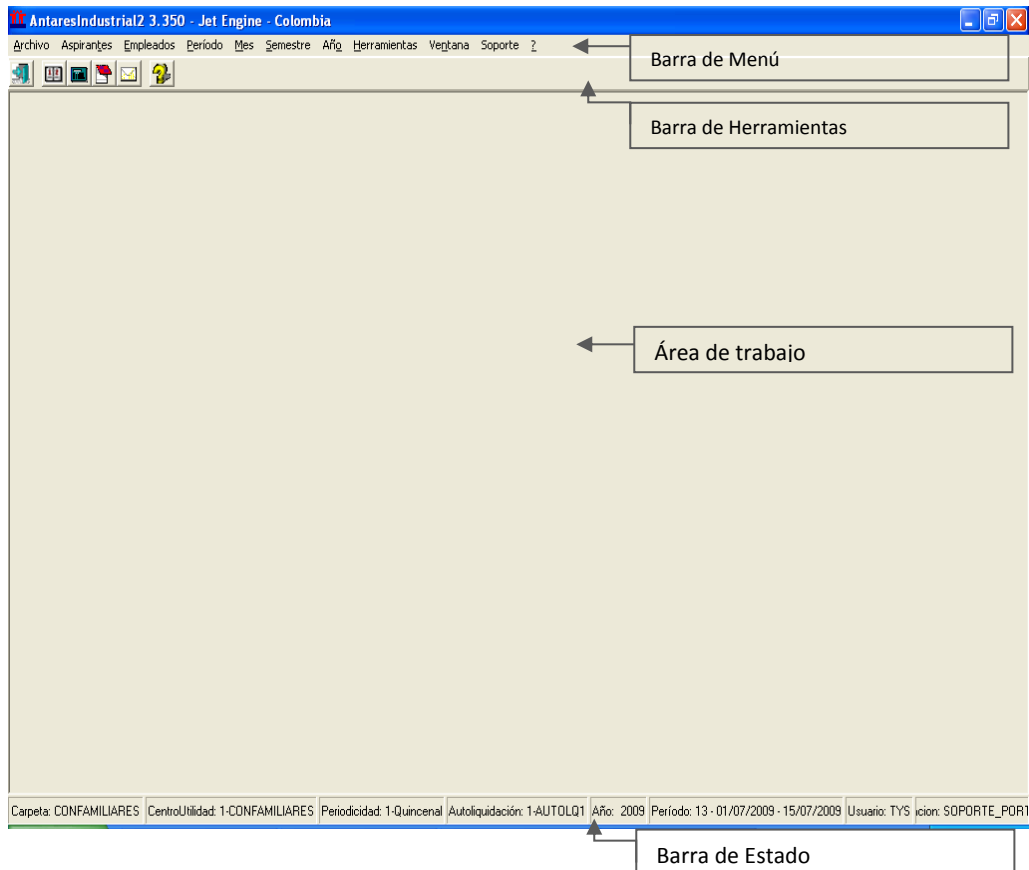 AntaresIndustrial2 3.350 - Jet Engine - Colombia
Archivo Aspirantes Empleados Período Mes Semestre Año Herramientas Ventana Soporte ?
Barra de Menú
Barra de Herramientas
Área de trabajo
Carpeta: CONFAMILIARES CentroUtilidad: 1-CONFAMILIARES Periodicidad: 1-Quincenal Autoliquidación: 1-AUTOLQ1 Año: 2009 Período: 13 - 01/07/2009 - 15/07/2009 Usuario: TYS icion: SOPORTE_PORT
Barra de Estado